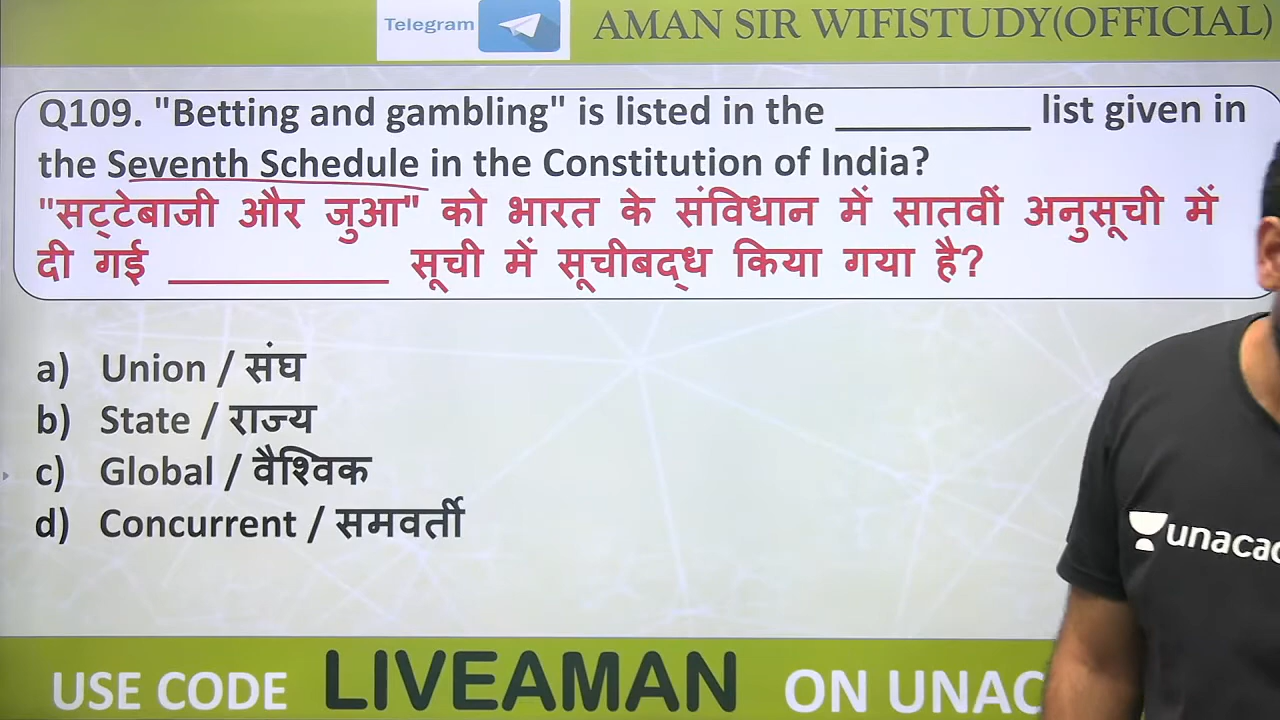 Telegram
AMAN SIR WIFISTUDY(OFFICIAL)
Q109. "Betting and gambling" is listed in the __________ list given in
the Seventh Schedule in the Constitution of India?
"सट्टेबाजी और जुआ" को भारत के संविधान में सातवीं अनुसूची में
दी गई ___________ सूची में सूचीबद्ध किया गया है?
a) Union / संघ
b) State / राज्य
c) Global / वैश्विक
d) Concurrent / समवर्ती
unacad
USE CODE LIVEAMAN ON UNAC